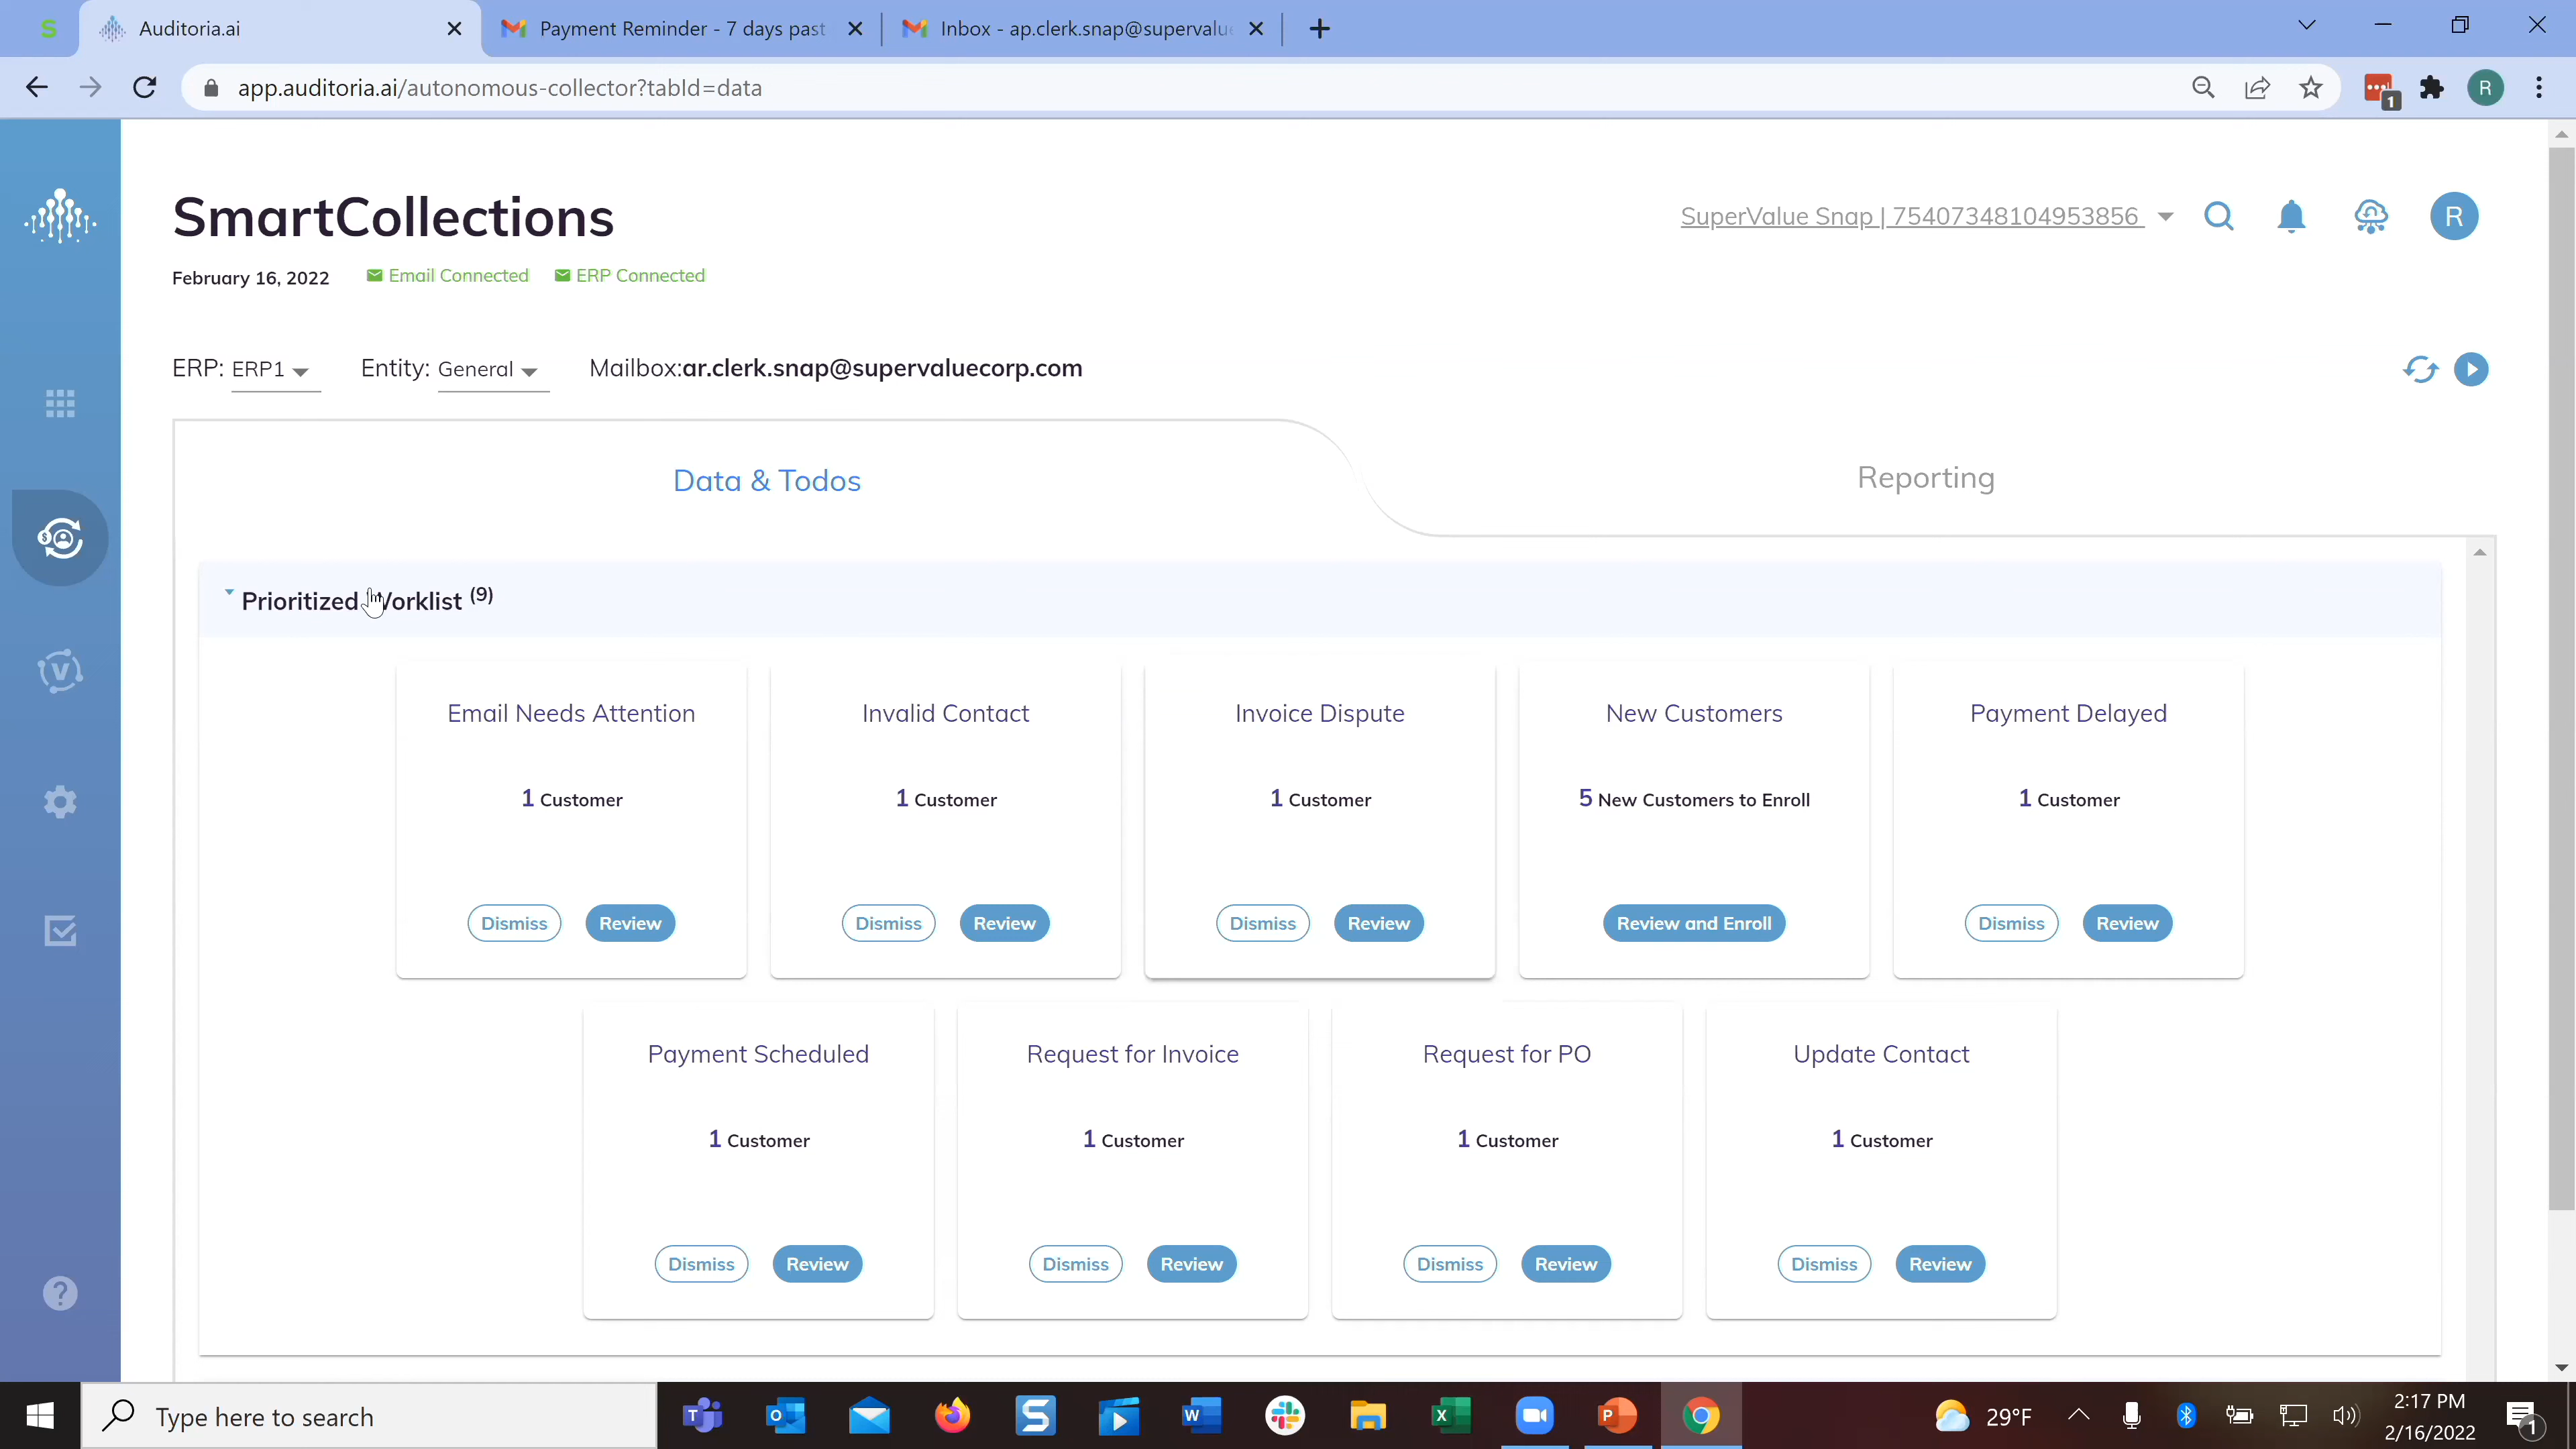 S
Auditoria.ai
Payment Reminder - 7 days past
Inbox - ap.clerk.snap@supervalue
app.auditoria.ai/autonomous-collector?tabId=data
1
R
SmartCollections
SuperValue Snap | 75407348104953856
R
February 16, 2022
Email Connected
ERP Connected
ERP: ERP1
Entity: General
Mailbox:ar.clerk.snap@supervaluecorp.com
Data & Todos
Reporting
Prioritized Worklist (9)
Email Needs Attention
Invalid Contact
Invoice Dispute
New Customers
Payment Delayed
1 Customer
1 Customer
1 Customer
5 New Customers to Enroll
1 Customer
Dismiss
Review
Dismiss
Review
Dismiss
Review
Review and Enroll
Dismiss
Review
Payment Scheduled
Request for Invoice
Request for PO
Update Contact
1 Customer
1 Customer
1 Customer
1 Customer
Dismiss
Review
Dismiss
Review
Dismiss
Review
Dismiss
Review
Type here to search
29°F
2:17 PM
2/16/2022
1